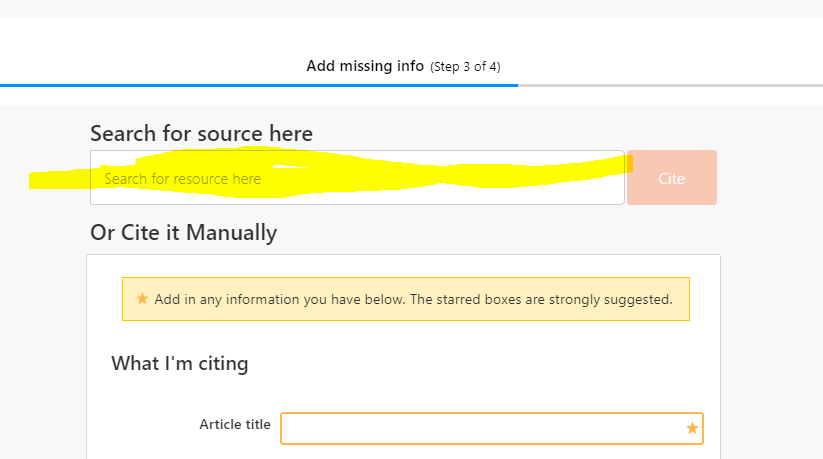 Add missing info (Step 3 of 4)
Search for source here
Search for resource here
Cite
Or Cite it Manually
Add in any information you have below. The starred boxes are strongly suggested.
What I'm citing
Article title